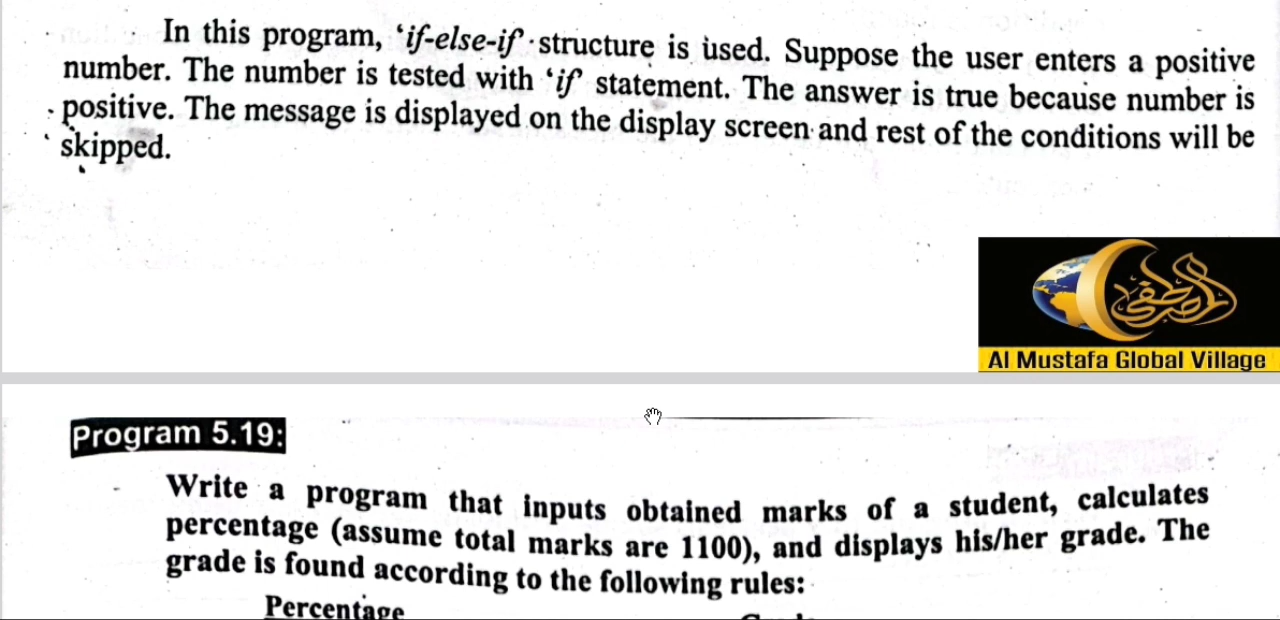 In this program, ‘if-else-if’ structure is used. Suppose the user enters a positive
number. The number is tested with ‘if’ statement. The answer is true because number is
positive. The message is displayed on the display screen and rest of the conditions will be
skipped.
المصطفى
Al Mustafa Global Village
Program 5.19:
Write a program that inputs obtained marks of a student, calculates
percentage (assume total marks are 1100), and displays his/her grade. The
grade is found according to the following rules:
Percentage